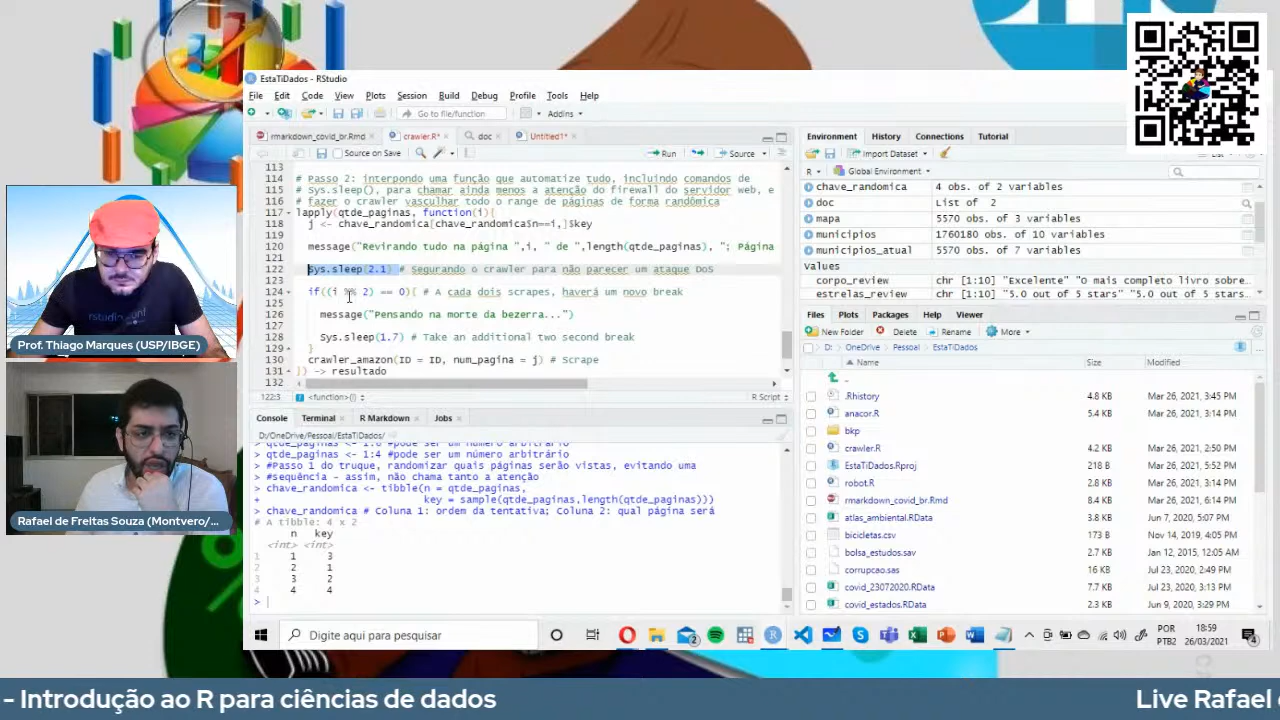 EstaTiDados - RStudio
File Edit Code View Plots Session Build Debug Profile Tools Help
Go to file/function
Addins
rmarkdown_covid_br.Rmd
crawler.R*
doc
Untitled1*
Source on Save
Run
Source
113
114 # Passo 2: interpondo uma função que automatize tudo, incluindo comandos de
115 # Sys.sleep(), para chamar ainda menos a atenção do firewall do servidor web, e
116 # fazer o crawler vasculhar todo o range de páginas de forma randômica
117 lapply(qtde_paginas, function(i){
118 j <- chave_randomica[chave_randomica$n==i,]$key
120 message("Revirando tudo na página ",i, " de ",length(qtde_paginas), "; Página
121
122 Sys.sleep(2.1) # Segurando o crawler para não parecer um ataque DoS
123
124 if((i %% 2) == 0){ # A cada dois scrapes, haverá um novo break
125
126 message("Pensando na morte da bezerra...")
127
128 Sys.sleep(1.7) # Take an additional two second break
129 }
130 crawler_amazon(ID = ID, num_pagina = j) # Scrape
131 }) -> resultado
132
122:3
<function>(i)
R Script
Console Terminal R Markdown Jobs
D:/OneDrive/Pessoal/EstaTiDados/
> qtde_paginas <- 1:4 #pode ser um número arbitrário
> #Passo 1 do truque, randomizar quais páginas serão vistas, evitando uma
> #sequência - assim, não chama tanto a atenção
> chave_randomica <- tibble(n = qtde_paginas,
+ key = sample(qtde_paginas,length(qtde_paginas)))
> chave_randomica # Coluna 1: ordem da tentativa; Coluna 2: qual página será
# A tibble: 4 x 2
n key
<int> <int>
1 1 3
2 2 1
3 3 2
4 4 4
>
Environment History Connections Tutorial
Import Dataset
R
Global Environment
chave_randomica 4 obs. of 2 variables
doc List of 2
mapa 5570 obs. of 3 variables
municipios 1760180 obs. of 10 variables
municipios_atual 5570 obs. of 7 variables
values
corpo_review chr [1:10] "Excelente" "o mais completo livro sobre
estrelas_review chr [1:10] "5.0 out of 5 stars" "5.0 out of 5 stars"
Files Plots Packages Help Viewer
New Folder Delete Rename More
D: OneDrive Pessoal EstaTiDados
Name Size Modified
..
.Rhistory 4.8 KB Mar 26, 2021, 3:45 PM
anacor.R 5.4 KB Mar 26, 2021, 3:14 PM
bkp
crawler.R 4.2 KB Mar 26, 2021, 2:50 PM
EstaTiDados.Rproj 218 B Mar 26, 2021, 5:52 PM
robot.R 2.8 KB Mar 26, 2021, 3:14 PM
rmarkdown_covid_br.Rmd 8.4 KB Mar 26, 2021, 6:14 PM
atlas_ambiental.RData 3.8 KB Jun 7, 2020, 5:07 PM
bicicletas.csv 173 B Nov 14, 2019, 4:05 PM
bolsa_estudos.sav 2.7 KB Jan 12, 2015, 12:05 AM
corrupcao.sas 16 KB Jul 23, 2020, 2:49 PM
covid_23072020.RData 7.7 KB Jul 23, 2020, 3:13 PM
covid_estados.RData 2.3 KB Jun 9, 2020, 3:29 PM
Prof. Thiago Marques (USP/IBGE)
Rafael de Freitas Souza (Montvero/...
Digite aqui para pesquisar
POR
PTB2
18:59
26/03/2021
- Introdução ao R para ciências de dados
Live Rafael